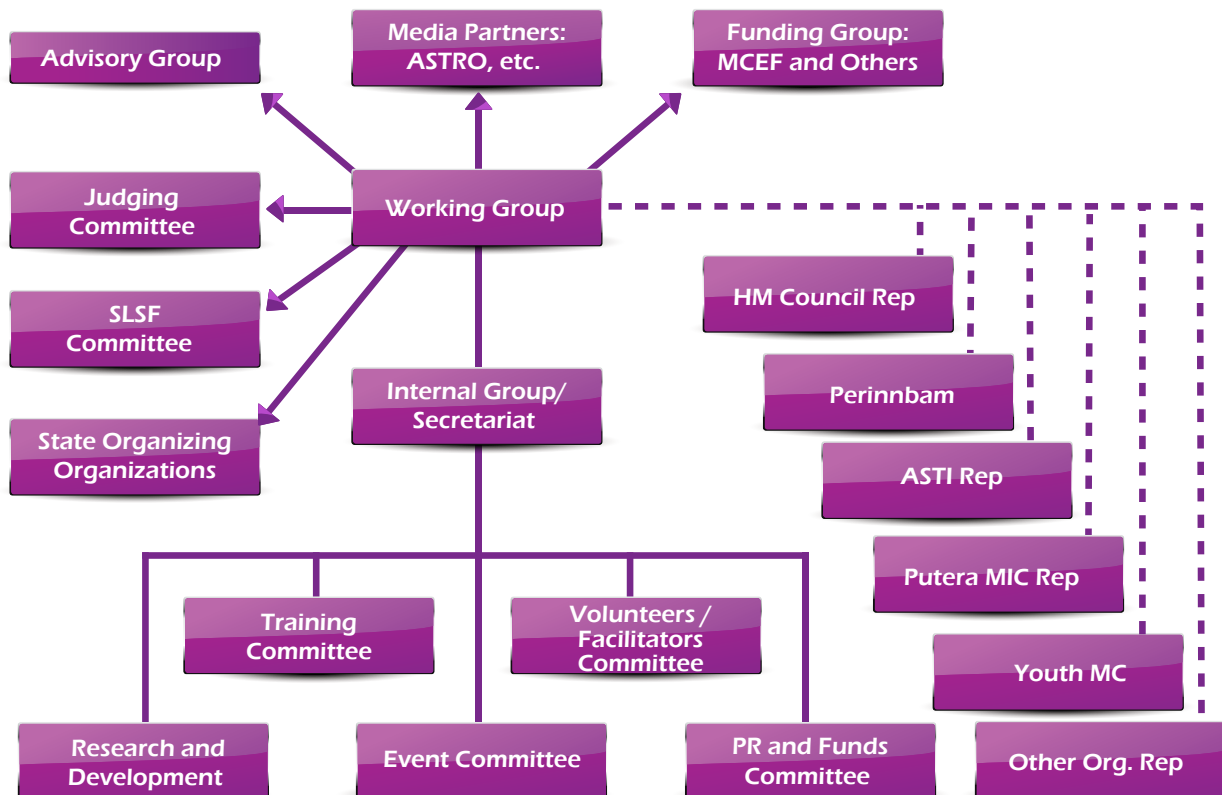 Advisory Group
Media Partners:
ASTRO, etc.
Funding Group:
MCEF and Others
Judging
Committee
Working Group
SLSF
Committee
HM Council Rep
Internal Group/
Secretariat
Perinnbam
State Organizing
Organizations
ASTI Rep
Putera MIC Rep
Training
Committee
Volunteers /
Facilitators
Committee
Youth MC
Research and
Development
Event Committee
PR and Funds
Committee
Other Org. Rep